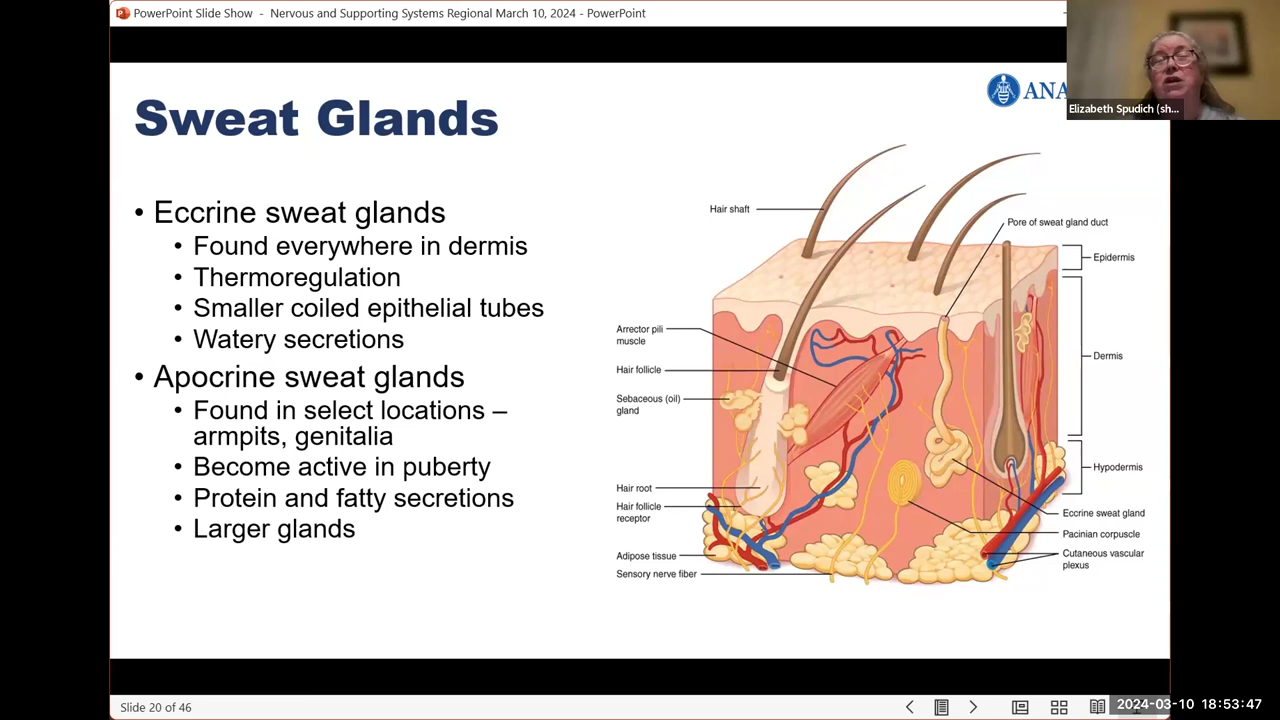 PowerPoint Slide Show - Nervous and Supporting Systems Regional March 10, 2024 - PowerPoint
Elizabeth Spudich (sh...
Sweat Glands
• Eccrine sweat glands
• Found everywhere in dermis
• Thermoregulation
• Smaller coiled epithelial tubes
• Watery secretions
• Apocrine sweat glands
• Found in select locations –
armpits, genitalia
• Become active in puberty
• Protein and fatty secretions
• Larger glands
Hair shaft
Arrector pili
muscle
Hair follicle
Sebaceous (oil)
gland
Hair root
Hair follicle
receptor
Adipose tissue
Sensory nerve fiber
Pore of sweat gland duct
Epidermis
Dermis
Hypodermis
Eccrine sweat gland
Pacinian corpuscle
Cutaneous vascular
plexus
Slide 20 of 46
2024-03-10 18:53:47